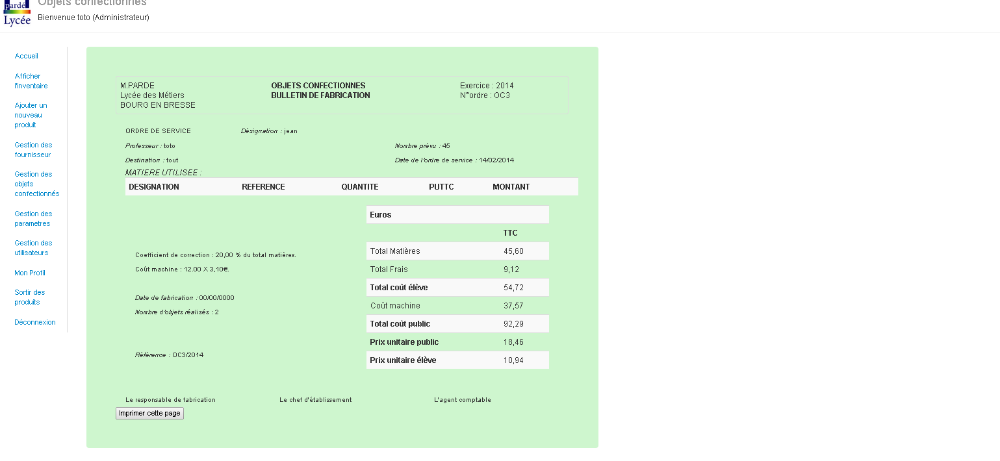 pardé
Lycée
Objets confectionnés
Bienvenue toto (Administrateur)
Accueil
Afficher
l'inventaire
Ajouter un
nouveau
produit
Gestion des
fournisseur
Gestion des
objets
confectionnés
Gestion des
parametres
Gestion des
utilisateurs
Mon Profil
Sortir des
produits
Déconnexion
M.PARDE OBJETS CONFECTIONNES Exercice : 2014
Lycée des Métiers BULLETIN DE FABRICATION N°ordre : OC3
BOURG EN BRESSE
ORDRE DE SERVICE Désignation : jean
Professeur : toto Nombre prévu : 45
Destination : tout Date de l'ordre de service : 14/02/2014
MATIERE UTILISEE :
DESIGNATION REFERENCE QUANTITE PUTTC MONTANT
Euros
TTC
Total Matières 45,60
Coefficient de correction : 20,00 % du total matières.
Total Frais 9,12
Coût machine : 12.00 X 3,10€.
Total coût élève 54,72
Date de fabrication : 00/00/0000
Coût machine 37,57
Nombre d'objets réalisés : 2
Total coût public 92,29
Prix unitaire public 18,46
Référence : OC3/2014
Prix unitaire élève 10,94
Le responsable de fabrication Le chef d'établissement L'agent comptable
Imprimer cette page